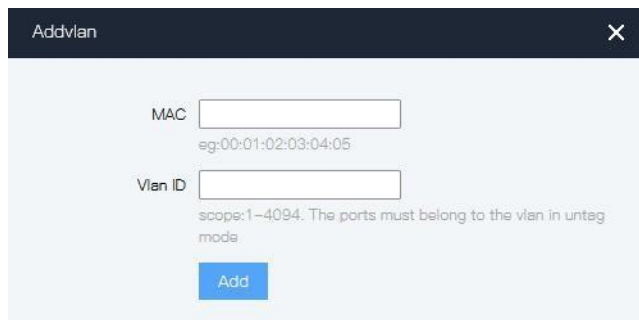 Addvlan
MAC
eg:00:01:02:03:04:05
Vlan ID
scope:1-4094. The ports must belong to the vlan in untag
mode
Add